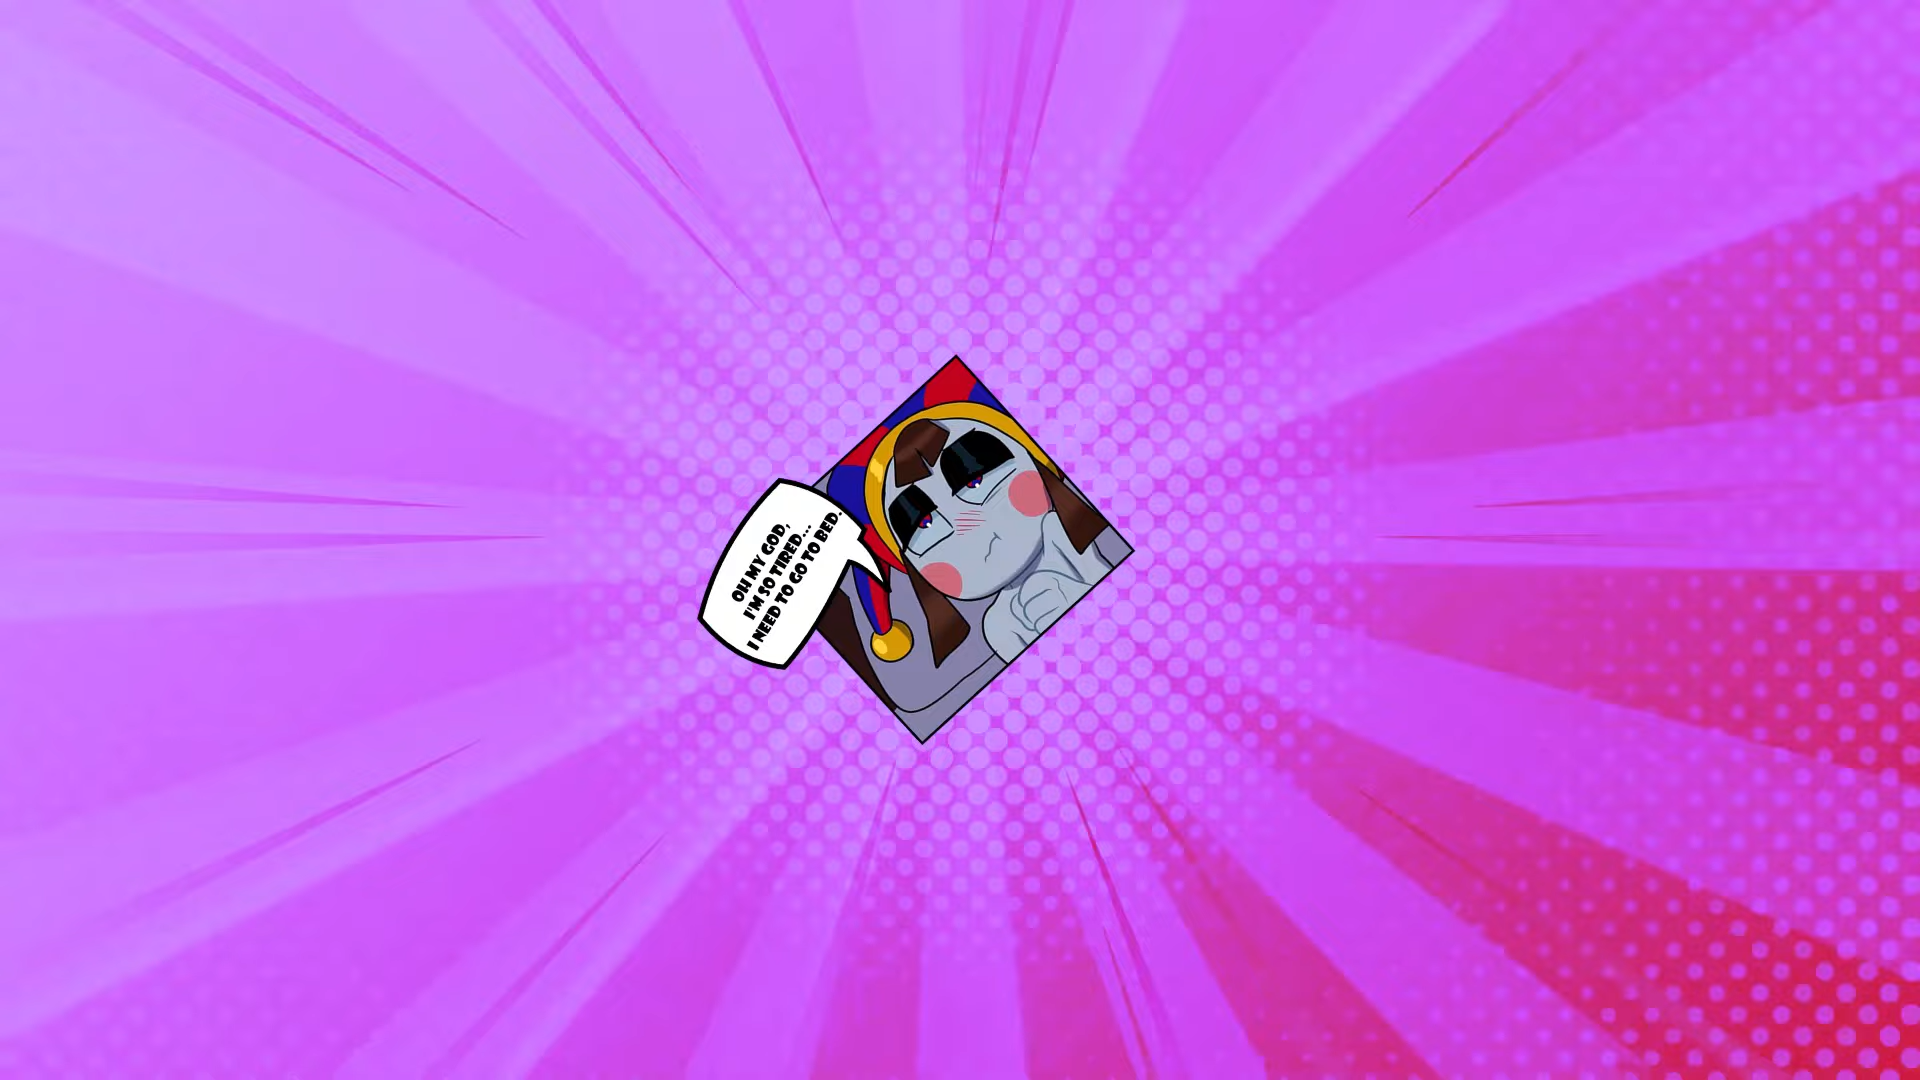 OH MY GOD,
I'M SO TIRED...
I NEED TO GO TO BED.